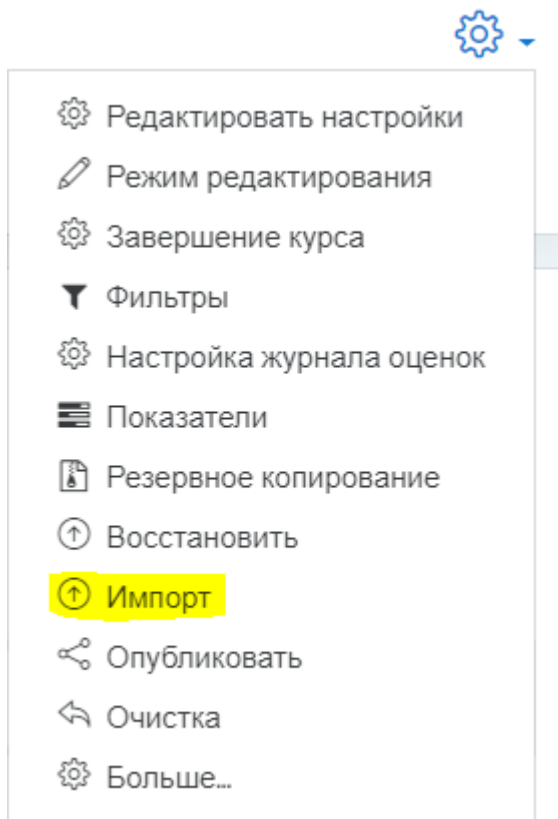 Редактировать настройки
Режим редактирования
Завершение курса
Фильтры
Настройка журнала оценок
Показатели
Резервное копирование
Восстановить
Импорт
Опубликовать
Очистка
Больше...